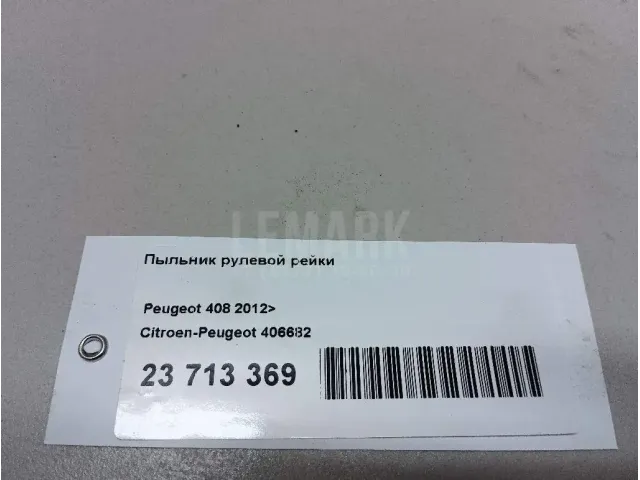 LEMARK
Пыльник рулевой рейки
Peugeot 408 2012>
Citroen-Peugeot 406682
23 713 369